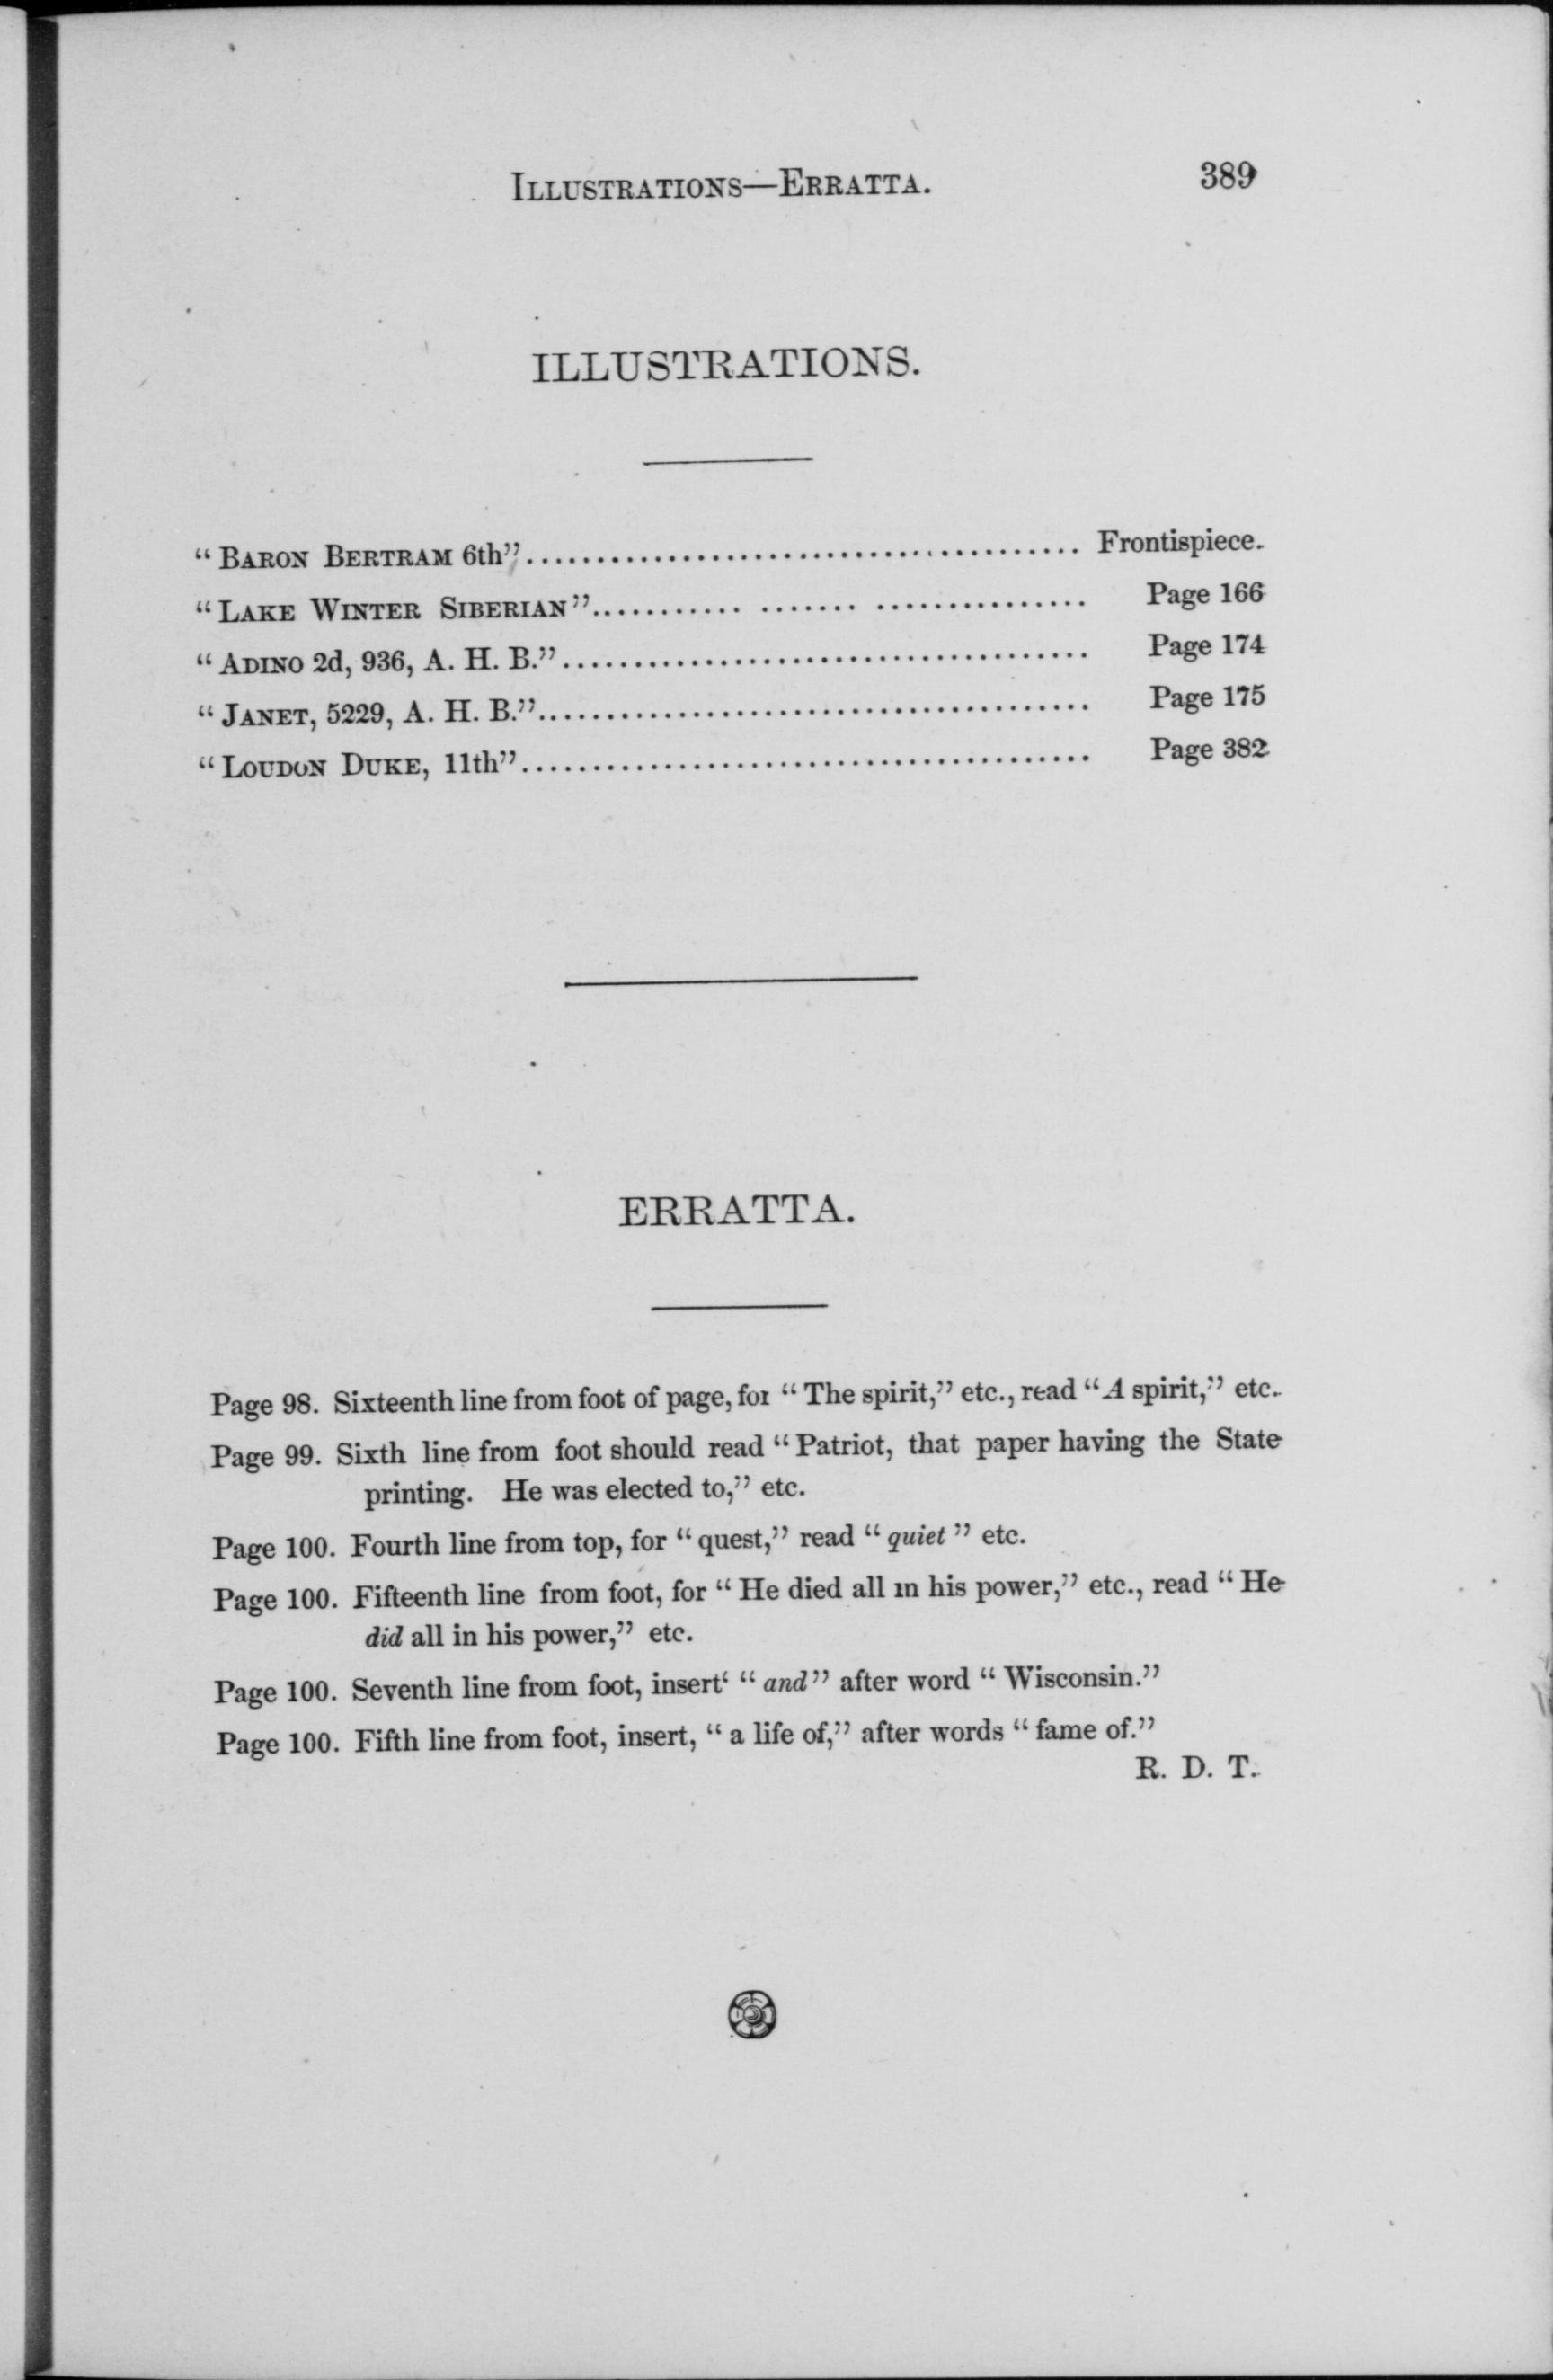 ILLUSTRATIONS—ERRATTA. 389
ILLUSTRATIONS.
"BARON BERTRAM 6th"....................................... Frontispiece.
"LAKE WINTER SIBERIAN"........... ....... ............... Page 166
"ADINO 2d, 936, A. H. B."..................................... Page 174
"JANET, 5229, A. H. B."....................................... Page 175
"LOUDON DUKE, 11th"........................................ Page 382
ERRATTA.
Page 98. Sixteenth line from foot of page, for "The spirit," etc., read "A spirit," etc.
Page 99. Sixth line from foot should read "Patriot, that paper having the State
printing. He was elected to," etc.
Page 100. Fourth line from top, for "quest," read "quiet" etc.
Page 100. Fifteenth line from foot, for "He died all in his power," etc., read "He
did all in his power," etc.
Page 100. Seventh line from foot, insert' "and" after word "Wisconsin."
Page 100. Fifth line from foot, insert, "a life of," after words "fame of."
R. D. T.